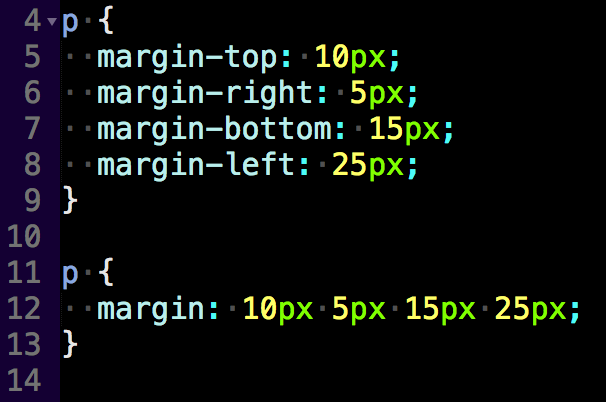 4 p {
5   margin-top: 10px;
6   margin-right: 5px;
7   margin-bottom: 15px;
8   margin-left: 25px;
9 }
10
11 p {
12   margin: 10px 5px 15px 25px;
13 }
14